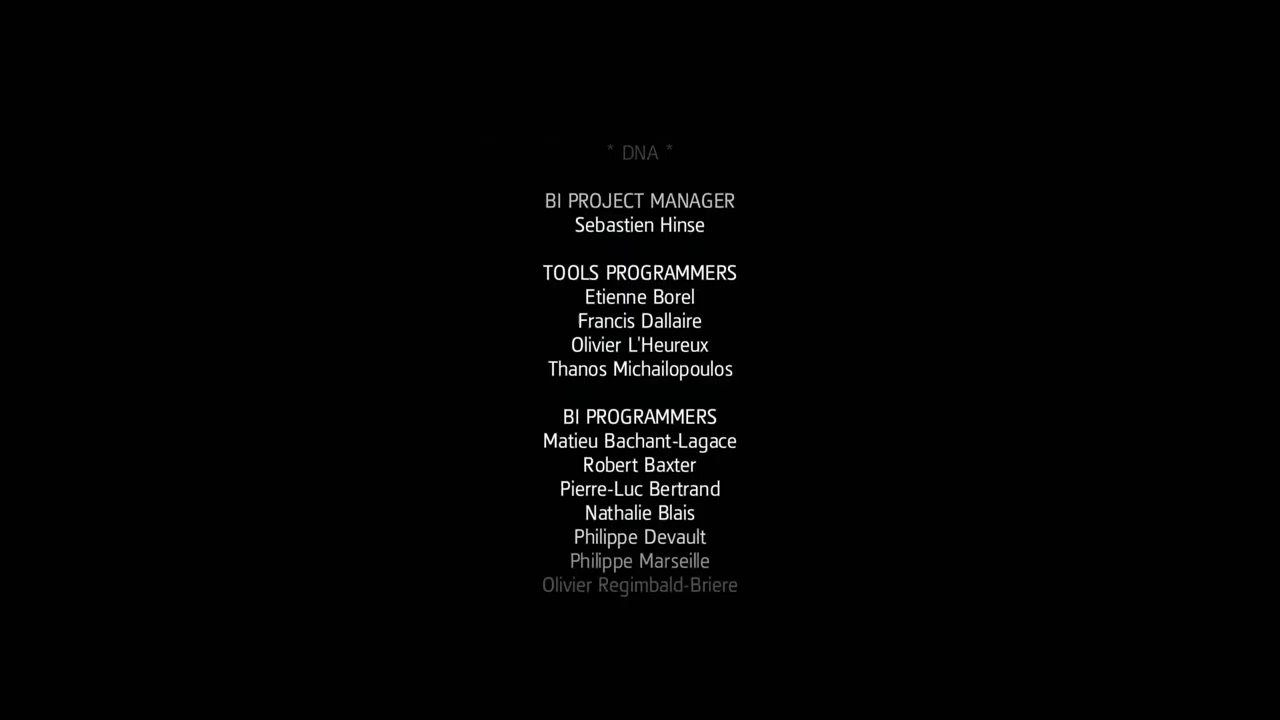 * DNA *
BI PROJECT MANAGER
Sebastien Hinse
TOOLS PROGRAMMERS
Etienne Borel
Francis Dallaire
Olivier L'Heureux
Thanos Michailopoulos
BI PROGRAMMERS
Matieu Bachant-Lagace
Robert Baxter
Pierre-Luc Bertrand
Nathalie Blais
Philippe Devault
Philippe Marseille
Olivier Regimbald-Briere